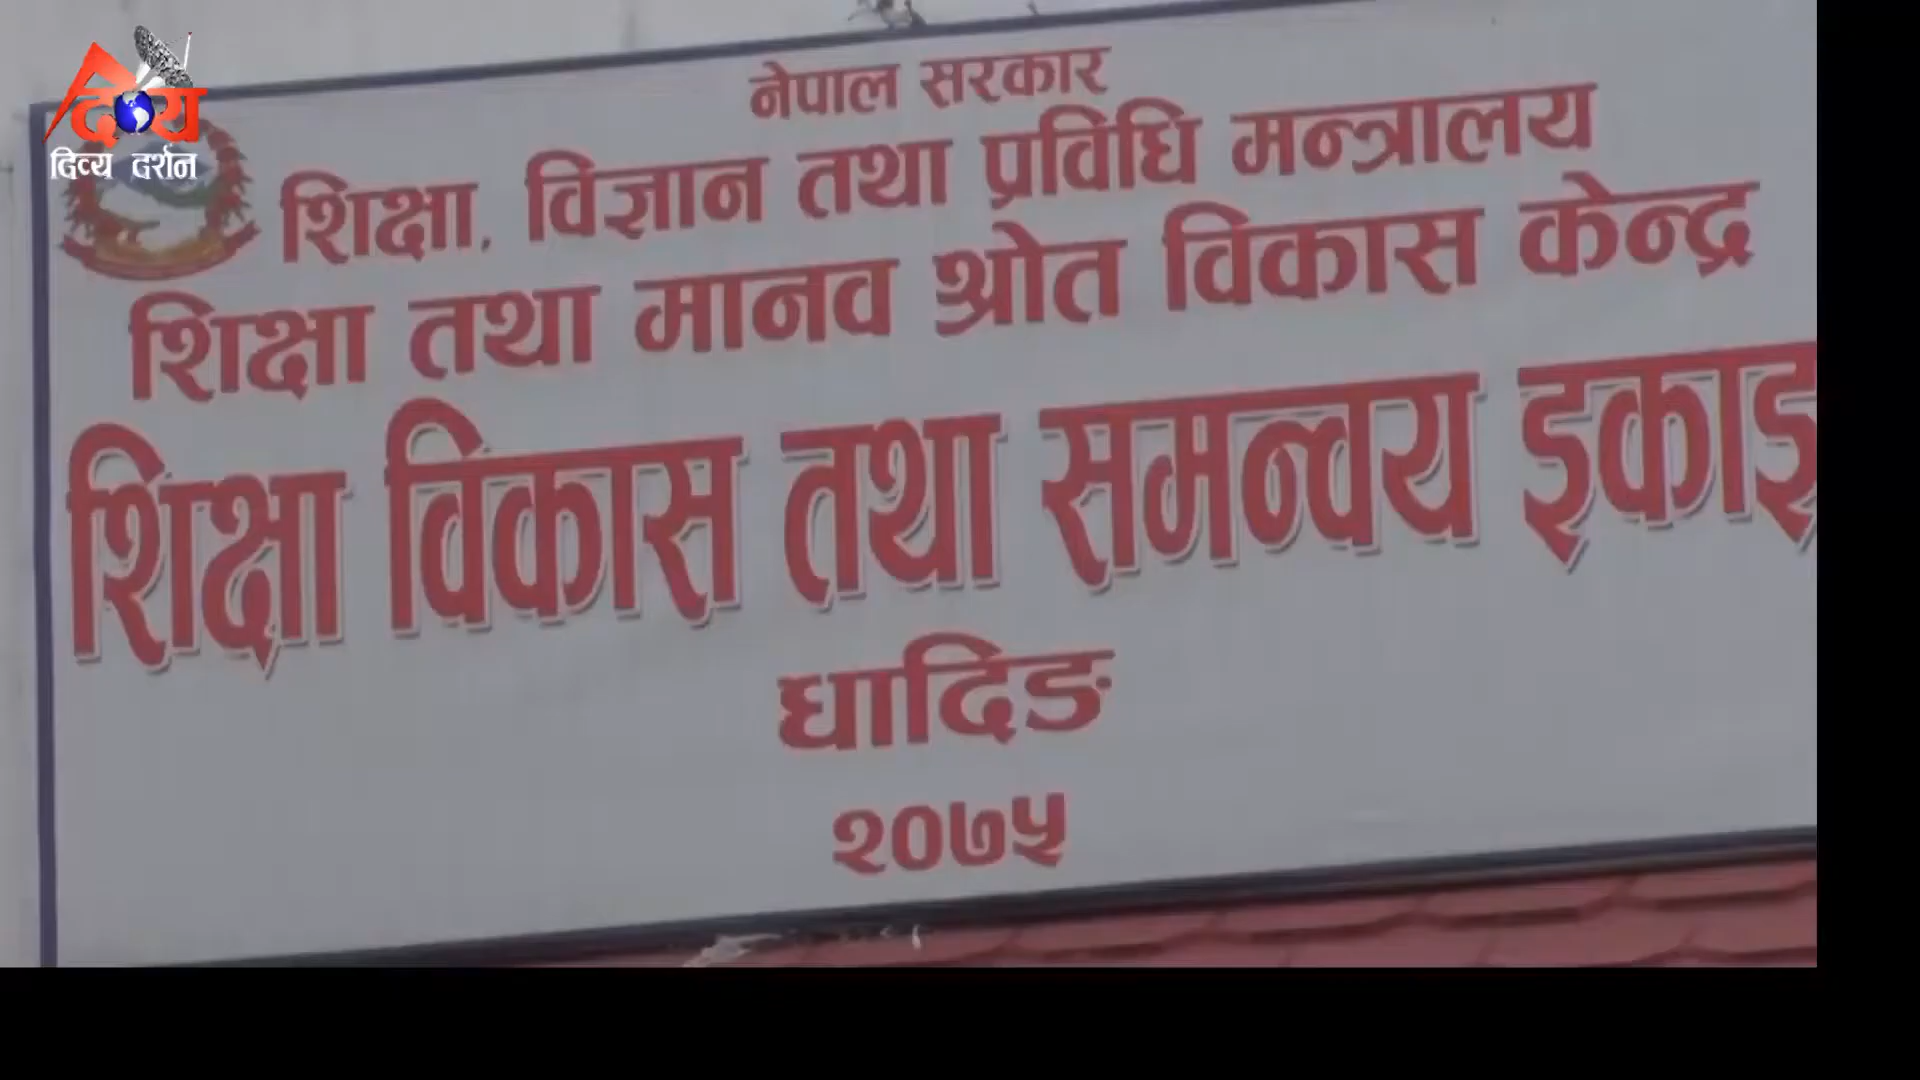 दिव्य
दिव्य दर्शन
नेपाल सरकार
शिक्षा, विज्ञान तथा प्रविधि मन्त्रालय
शिक्षा तथा मानव श्रोत विकास केन्द्र
शिक्षा विकास तथा समन्वय इकाइ
धादिङ
२०७५